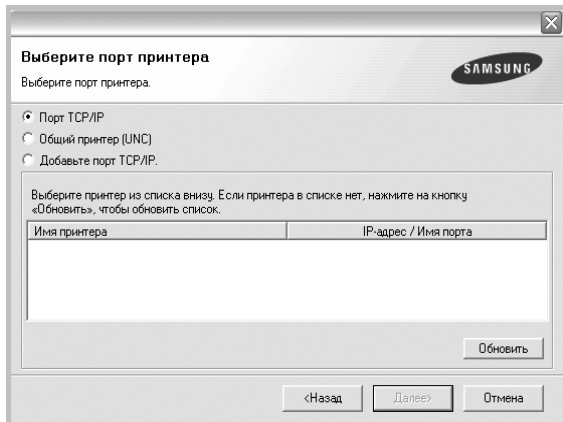 Выберите порт принтера
Выберите порт принтера.
SAMSUNG
Порт TCP/IP
Общий принтер (UNC)
Добавьте порт TCP/IP.
Выберите принтер из списка внизу. Если принтера в списке нет, нажмите на кнопку
«Обновить», чтобы обновить список.
Имя принтера IP-адрес / Имя порта
Обновить
<Назад Далее> Отмена